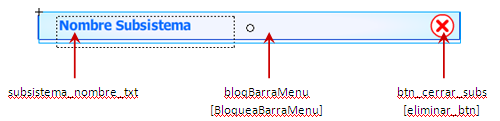 Nombre Subsistema
subsistema_nombre_txt
bloqBarraMenu
[BloqueaBarraMenu]
btn_cerrar_subs
[eliminar_btn]